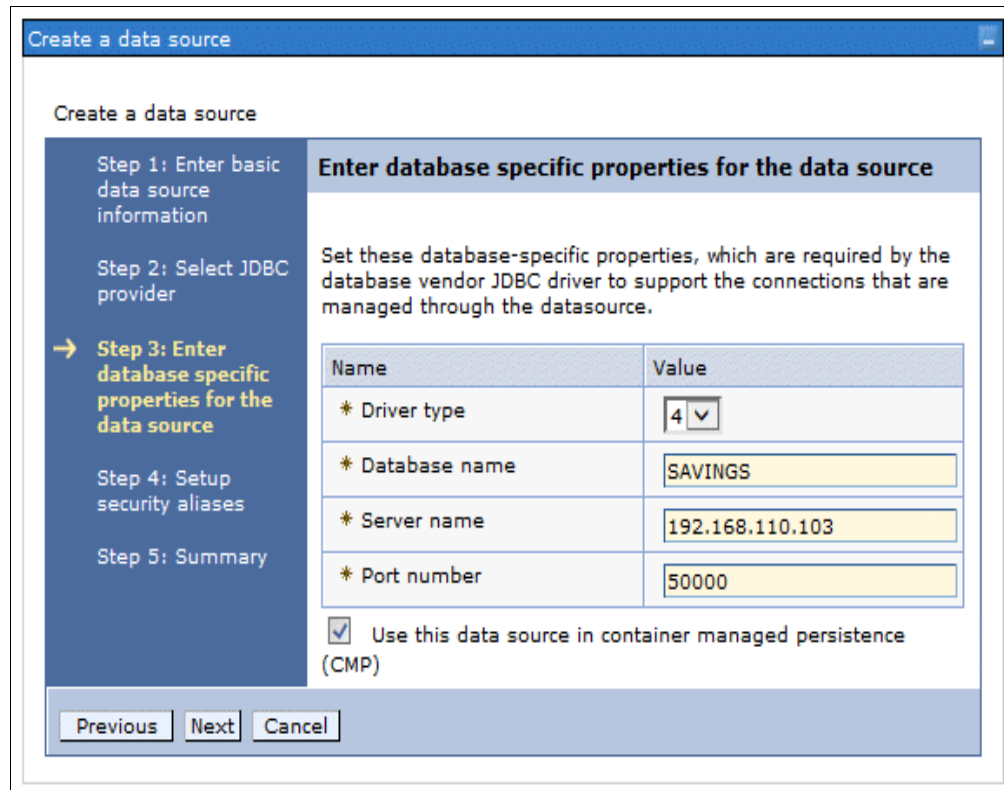 Create a data source
Create a data source
Step 1: Enter basic
data source
information
Step 2: Select JDBC
provider
Step 3: Enter
database specific
properties for the
data source
Step 4: Setup
security aliases
Step 5: Summary
Enter database specific properties for the data source
Set these database-specific properties, which are required by the
database vendor JDBC driver to support the connections that are
managed through the datasource.
Name Value
* Driver type 4
* Database name SAVINGS
* Server name 192.168.110.103
* Port number 50000
Use this data source in container managed persistence
(CMP)
Previous Next Cancel